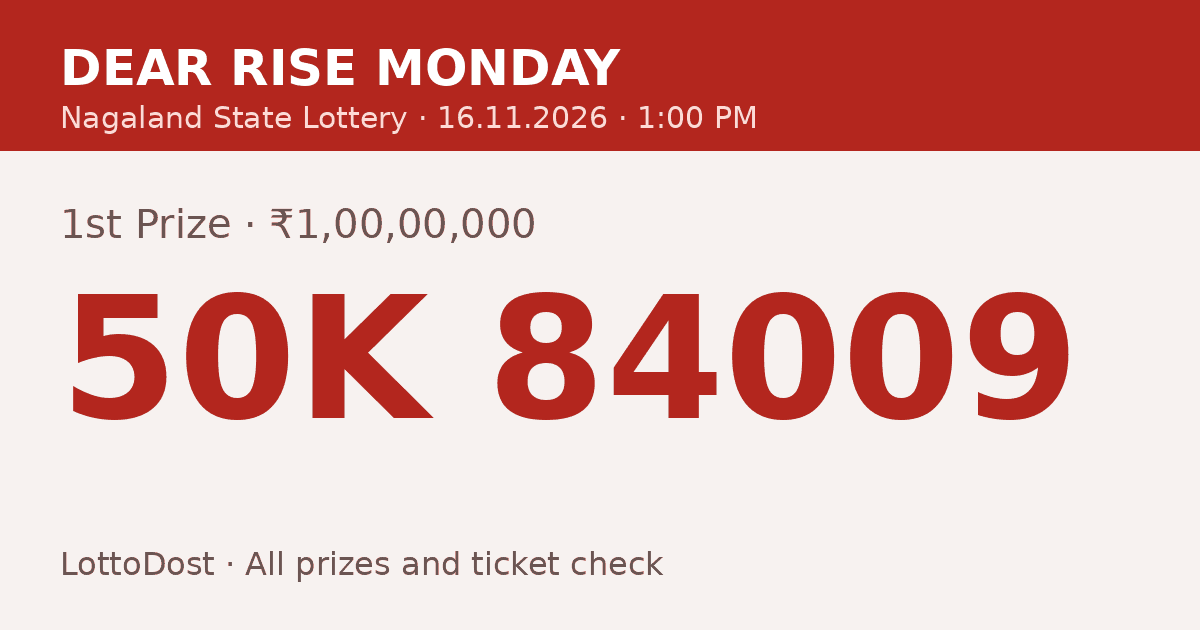 DEAR RISE MONDAY
Nagaland State Lottery · 16.11.2026 · 1:00 PM
1st Prize · ₹1,00,00,000
50K 84009
LottoDost · All prizes and ticket check